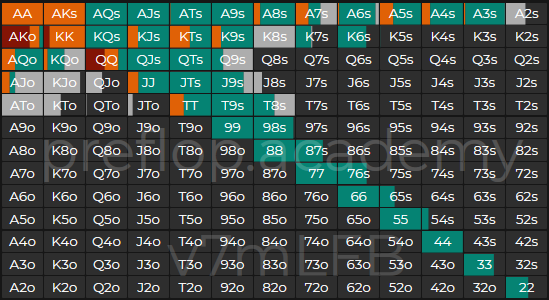 AA AKs AQs AJs ATs A9s A8s A7s A6s A5s A4s A3s A2s
AKo KK KQs KJs KTs K9s K8s K7s K6s K5s K4s K3s K2s
AQo KQo QQ QJs QTs Q9s Q8s Q7s Q6s Q5s Q4s Q3s Q2s
AJo KJo QJo JJ JTs J9s J8s J7s J6s J5s J4s J3s J2s
ATo KTo QTo JTo TT T9s T8s T7s T6s T5s T4s T3s T2s
A9o K9o Q9o J9o T9o 99 98s 97s 96s 95s 94s 93s 92s
A8o K8o Q8o J8o T8o 98o 88 87s 86s 85s 84s 83s 82s
A7o K7o Q7o J7o T7o 97o 87o 77 76s 75s 74s 73s 72s
A6o K6o Q6o J6o T6o 96o 86o 76o 66 65s 64s 63s 62s
A5o K5o Q5o J5o T5o 95o 85o 75o 65o 55 54s 53s 52s
A4o K4o Q4o J4o T4o 94o 84o 74o 64o 54o 44 43s 42s
A3o K3o Q3o J3o T3o 93o 83o 73o 63o 53o 43o 33 32s
A2o K2o Q2o J2o T2o 92o 82o 72o 62o 52o 42o 32o 22
preflop.academy
v7mLFB